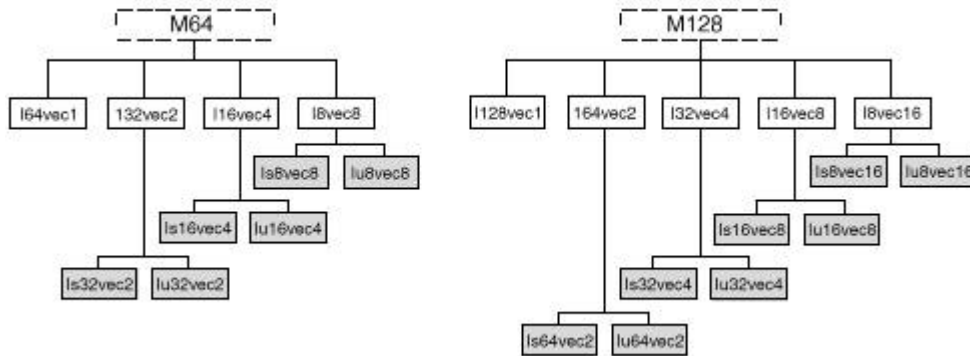 M64
I64vec1
132vec2
I16vec4
I8vec8
Is8vec8
Iu8vec8
Is16vec4
Iu16vec4
Is32vec2
Iu32vec2
M128
I128vec1
164vec2
I32vec4
I16vec8
I8vec16
Is8vec16
Iu8vec16
Is16vec8
Iu16vec8
Is32vec4
Iu32vec4
Is64vec2
Iu64vec2